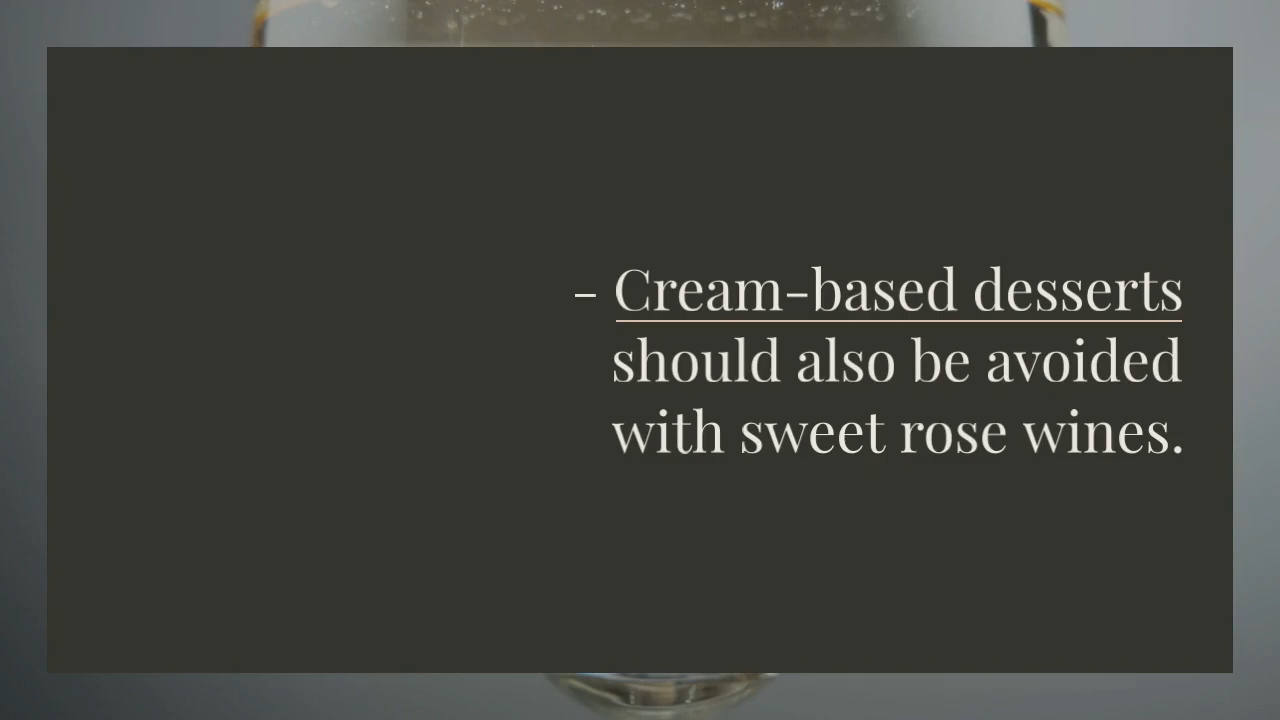 - Cream-based desserts
should also be avoided
with sweet rose wines.